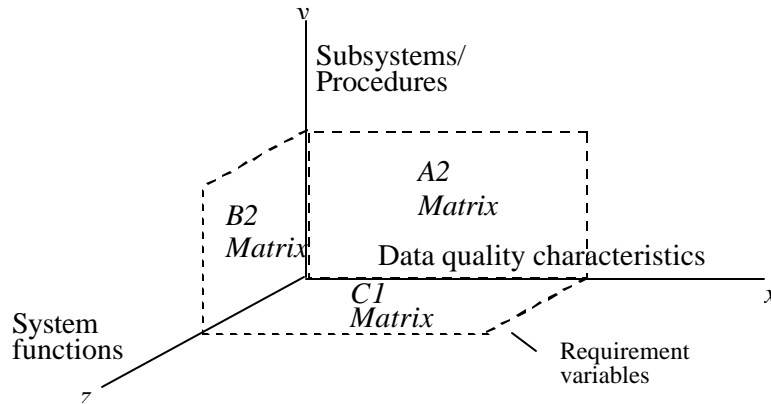 y
Subsystems/
Procedures
A2
Matrix
B2
Matrix
Data quality characteristics
x
C1
Matrix
System
functions
Requirement
variables
z